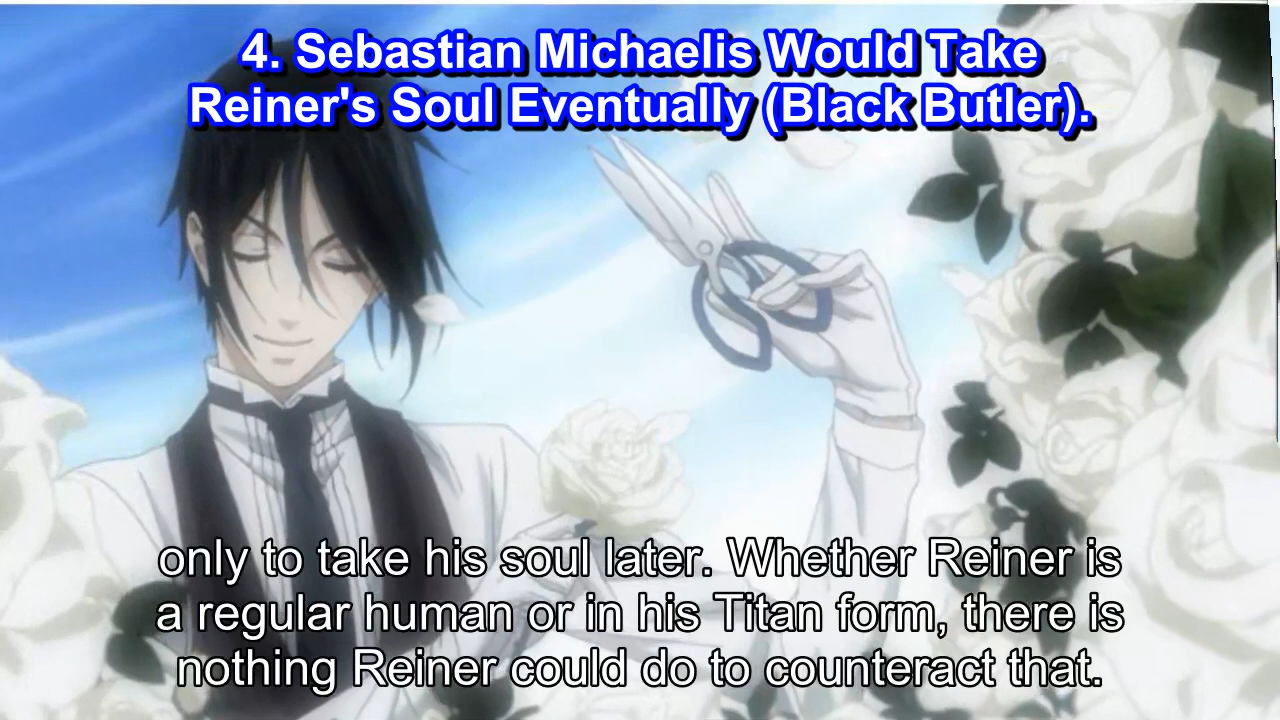 4. Sebastian Michaelis Would Take
Reiner's Soul Eventually (Black Butler).
only to take his soul later. Whether Reiner is
a regular human or in his Titan form, there is
nothing Reiner could do to counteract that.